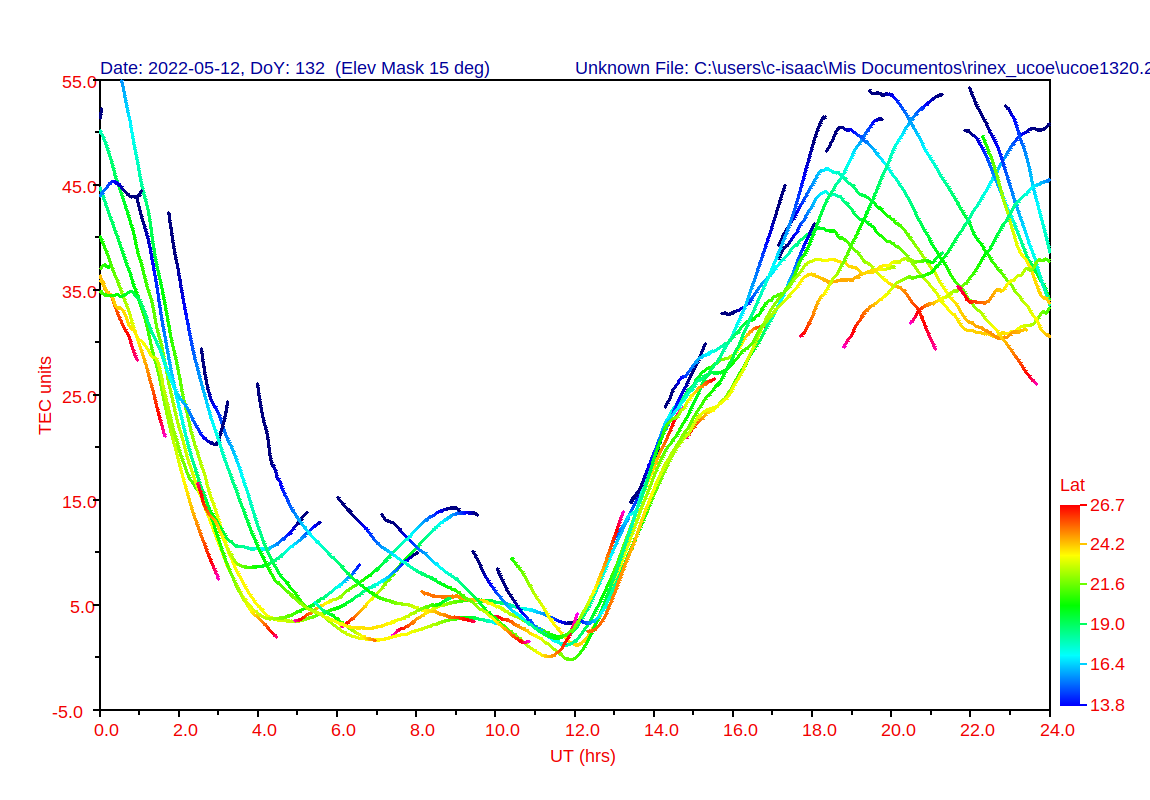 Date: 2022-05-12, DoY: 132  (Elev Mask 15 deg)
Unknown File: C:\users\c-isaac\Mis Documentos\rinex_ucoe\ucoe1320.2
55.0
45.0
35.0
25.0
15.0
5.0
-5.0
TEC units
0.0 2.0 4.0 6.0 8.0 10.0 12.0 14.0 16.0 18.0 20.0 22.0 24.0
UT (hrs)
Lat
26.7
24.2
21.6
19.0
16.4
13.8